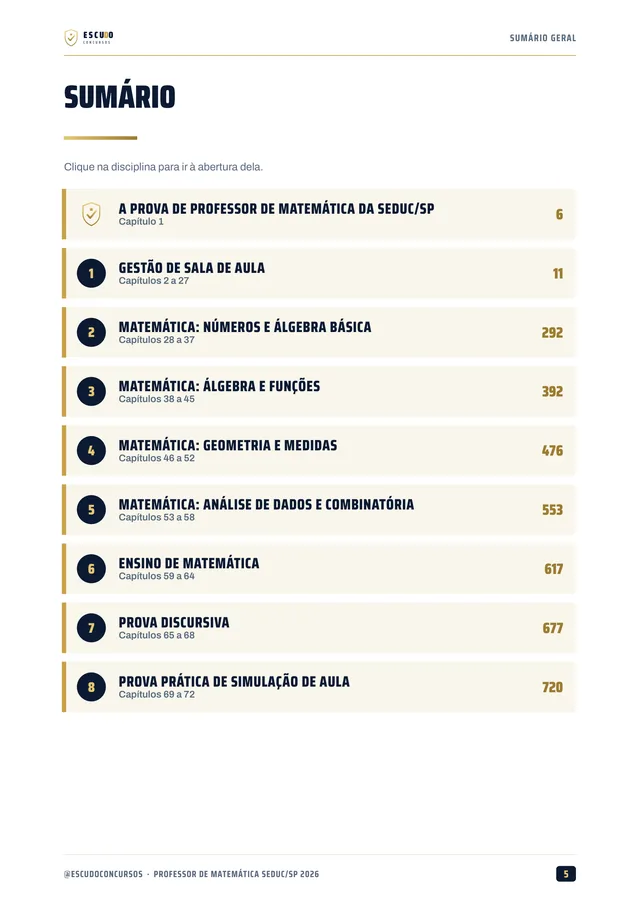 ESCUDO
CONCURSOS
SUMÁRIO GERAL
SUMÁRIO
Clique na disciplina para ir à abertura dela.
A PROVA DE PROFESSOR DE MATEMÁTICA DA SEDUC/SP
Capítulo 1
6
1
GESTÃO DE SALA DE AULA
Capítulos 2 a 27
11
2
MATEMÁTICA: NÚMEROS E ÁLGEBRA BÁSICA
Capítulos 28 a 37
292
3
MATEMÁTICA: ÁLGEBRA E FUNÇÕES
Capítulos 38 a 45
392
4
MATEMÁTICA: GEOMETRIA E MEDIDAS
Capítulos 46 a 52
476
5
MATEMÁTICA: ANÁLISE DE DADOS E COMBINATÓRIA
Capítulos 53 a 58
553
6
ENSINO DE MATEMÁTICA
Capítulos 59 a 64
617
7
PROVA DISCURSIVA
Capítulos 65 a 68
677
8
PROVA PRÁTICA DE SIMULAÇÃO DE AULA
Capítulos 69 a 72
720
@ESCUDOCONCURSOS · PROFESSOR DE MATEMÁTICA SEDUC/SP 2026
5